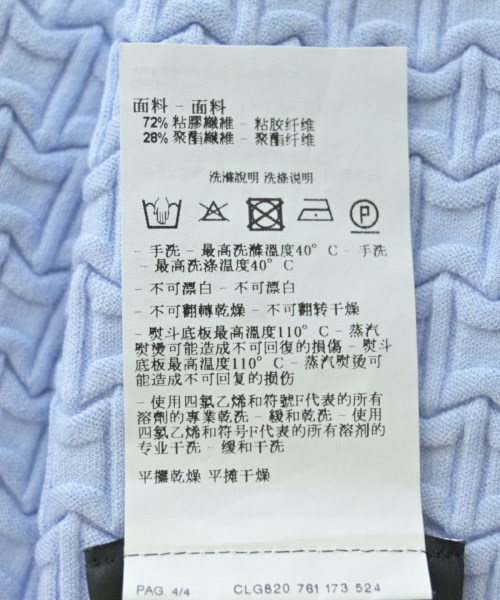 面料 - 面料
72% 粘膠纖維 - 粘胶纤维
28% 聚酯纖維 - 聚酯纤维
洗滌說明 洗涤说明
P
- 手洗 - 最高洗滌溫度40° C - 手洗
- 最高洗涤温度40° C
- 不可漂白 - 不可漂白
- 不可翻轉乾燥 - 不可翻转干燥
- 熨斗底板最高溫度110° C - 蒸汽
熨燙可能造成不可回復的損傷 - 熨斗
底板最高温度110° C - 蒸汽熨烫可
能造成不可回复的损伤
- 使用四氯乙烯和符號F代表的所有
溶劑的專業乾洗 - 緩和乾洗 - 使用
四氯乙烯和符号F代表的所有溶剂的
专业干洗 - 缓和干洗
平攤乾燥 平摊干燥
PAG. 4/4 CLG820 761 173 524